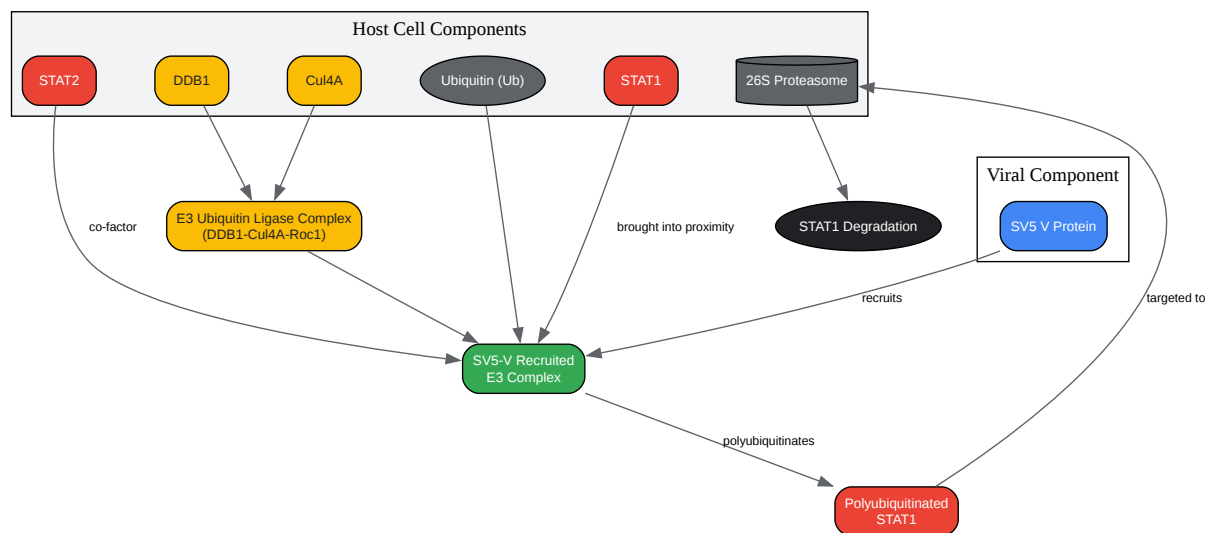 Host Cell Components
STAT2
DDB1
Cul4A
Ubiquitin (Ub)
STAT1
26S Proteasome
Viral Component
E3 Ubiquitin Ligase Complex
(DDB1-Cul4A-Roc1)
co-factor
brought into proximity
STAT1 Degradation
SV5 V Protein
recruits
targeted to
SV5-V Recruited
E3 Complex
polyubiquitinates
Polyubiquitinated
STAT1